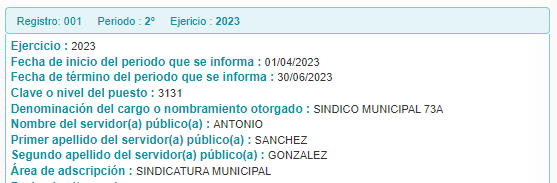 Registro: 001 Periodo : 2º Ejericio : 2023
Ejercicio : 2023
Fecha de inicio del periodo que se informa : 01/04/2023
Fecha de término del periodo que se informa : 30/06/2023
Clave o nivel del puesto : 3131
Denominación del cargo o nombramiento otorgado : SINDICO MUNICIPAL 73A
Nombre del servidor(a) público(a) : ANTONIO
Primer apellido del servidor(a) público(a) : SANCHEZ
Segundo apellido del servidor(a) público(a) : GONZALEZ
Área de adscripción : SINDICATURA MUNICIPAL